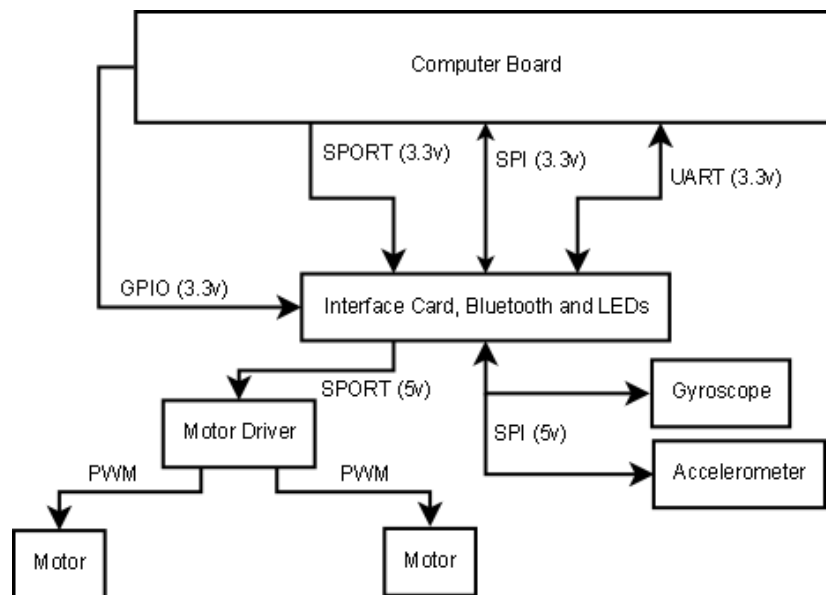 Computer Board
SPORT (3.3v)
SPI (3.3v)
UART (3.3v)
GPIO (3.3v)
Interface Card, Bluetooth and LEDs
SPORT (5v)
Gyroscope
Motor Driver
SPI (5v)
PWM
PWM
Accelerometer
Motor
Motor